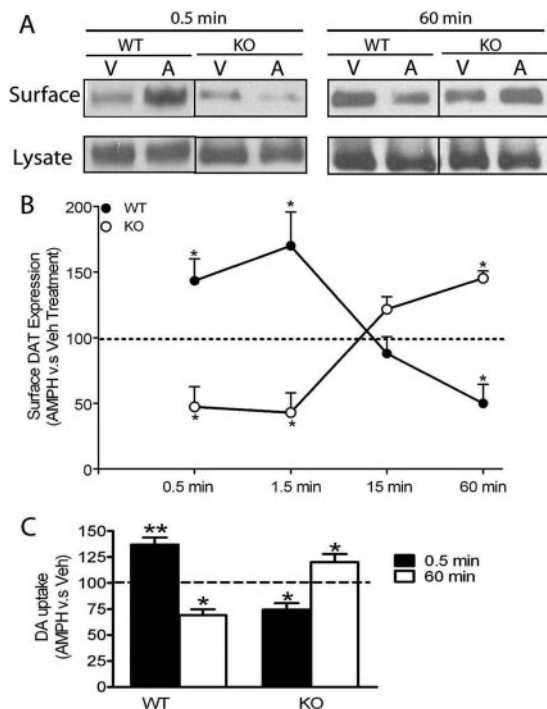 A
0.5 min 60 min
WT KO WT KO
V A V A V A V A
Surface
Lysate
B
200
WT
KO
150
100
50
0
Surface DAT Expression
(AMPH v.s Veh Treatment)
* * * *
* *
0.5 min 1.5 min 15 min 60 min
C
150
125
100
75
50
25
0
DA uptake
(AMPH v.s Veh)
** * * *
0.5 min
60 min
WT KO